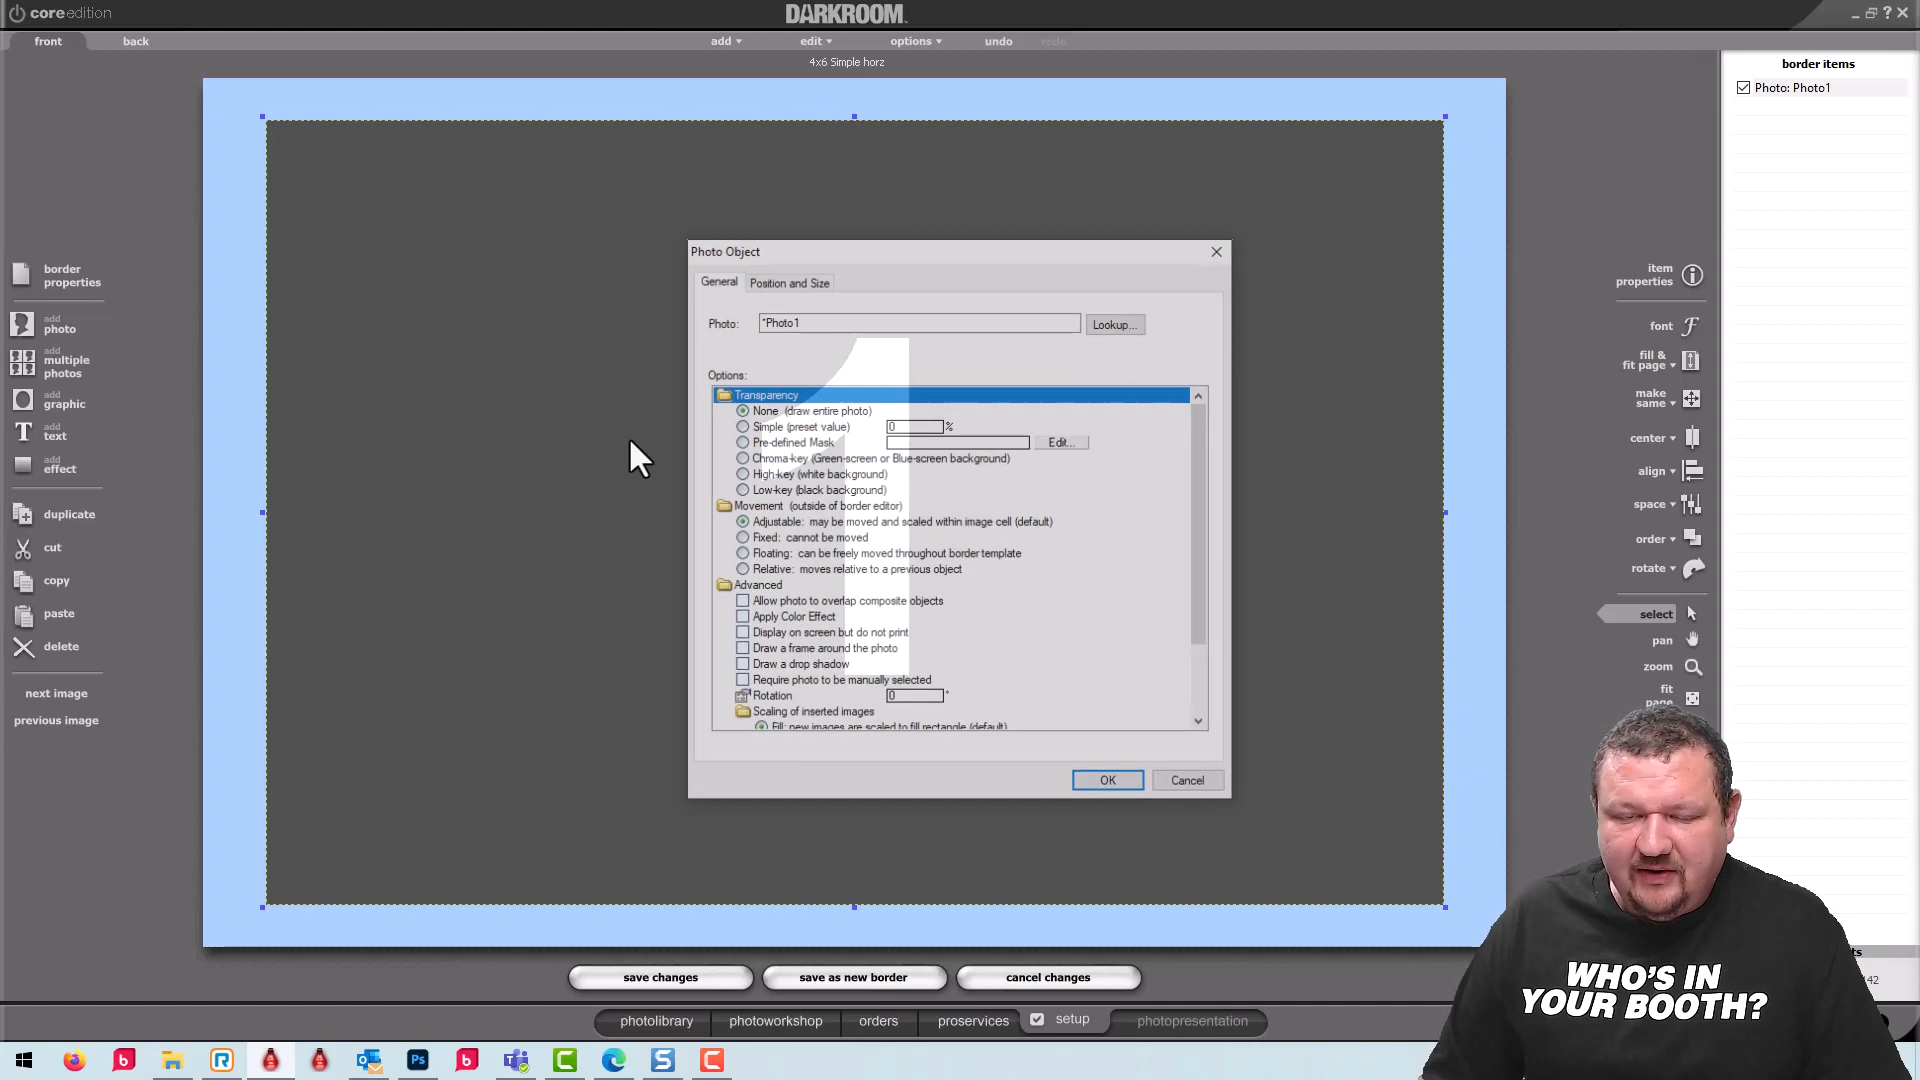 coreedition
DARKROOM
front
back
add
edit
options
undo
redo
4x6 Simple horz
border items
Photo: Photo1
border
properties
add
photo
add
multiple
photos
add
graphic
add
text
add
effect
duplicate
cut
copy
paste
delete
next image
previous image
Photo Object
General
Position and Size
Photo:
*Photo1
Lookup...
Options:
Transparency
None (draw entire photo)
Simple (preset value)
0
%
Pre-defined Mask
Edit...
Chroma-key (Green-screen or Blue-screen background)
High-key (white background)
Low-key (black background)
Movement (outside of border editor)
Adjustable: may be moved and scaled within image cell (default)
Fixed: cannot be moved
Floating: can be freely moved throughout border template
Relative: moves relative to a previous object
Advanced
Allow photo to overlap composite objects
Apply Color Effect
Display on screen but do not print
Draw a frame around the photo
Draw a drop shadow
Require photo to be manually selected
Rotation
0
°
Scaling of inserted images
Fill: new images are scaled to fill rectangle (default)
OK
Cancel
1
item
properties
font
fill &
fit page
make
same
center
align
space
order
rotate
select
pan
zoom
fit
page
save changes
save as new border
cancel changes
photolibrary
photoworkshop
orders
proservices
setup
photopresentation
WHO'S IN
YOUR BOOTH?
ts
42